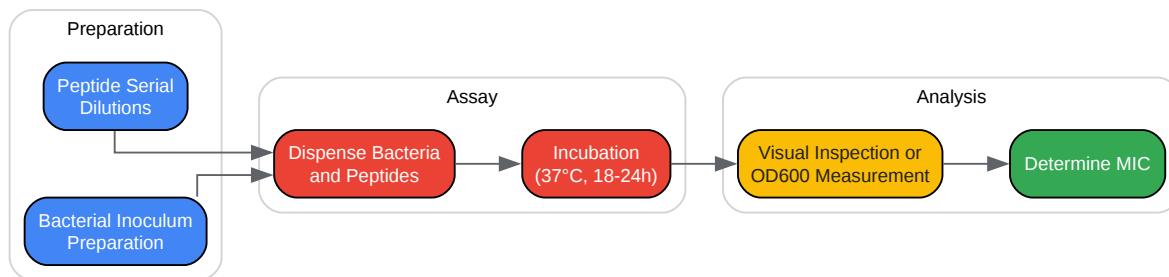 Preparation
Peptide Serial
Dilutions
Bacterial Inoculum
Preparation
Assay
Dispense Bacteria
and Peptides
Incubation
(37°C, 18-24h)
Analysis
Visual Inspection or
OD600 Measurement
Determine MIC